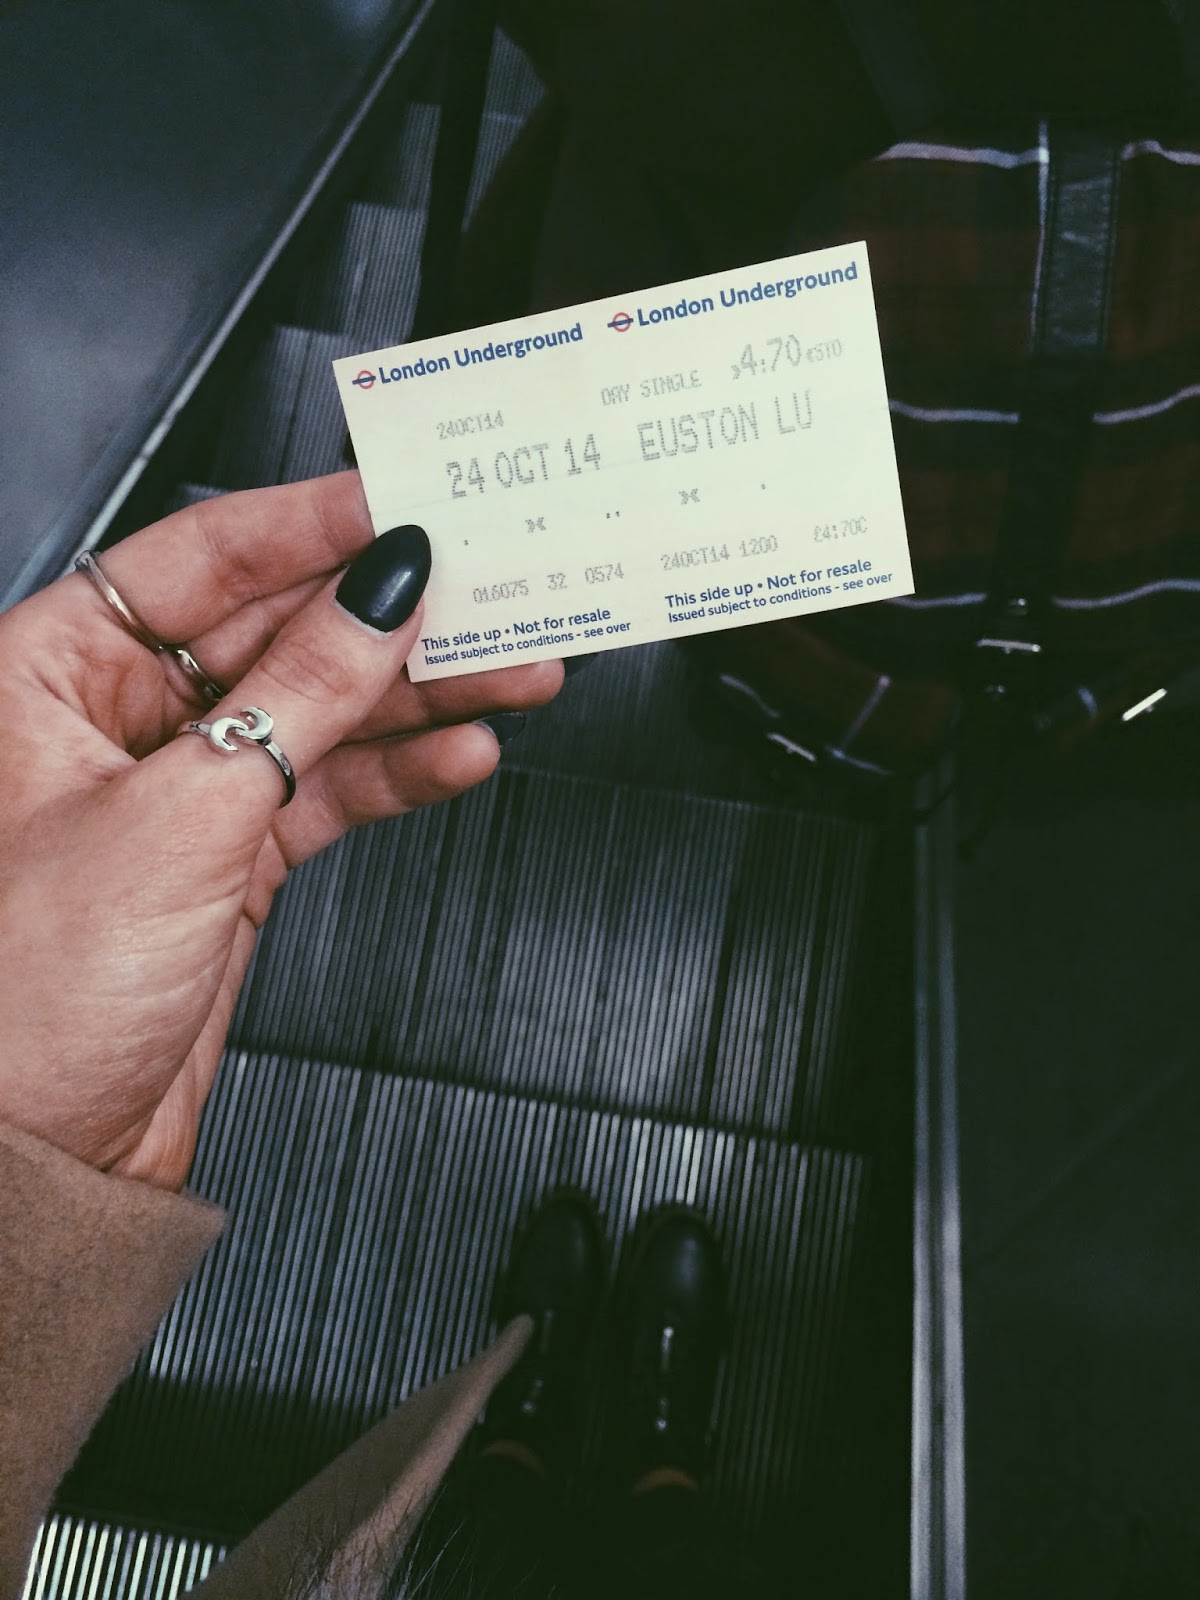 London Underground London Underground
24OCT14 DAY SINGLE 4:70 STD
24 OCT 14 EUSTON LU
016075 32 0574 24OCT14 1200 £4:70C
This side up • Not for resale This side up • Not for resale
Issued subject to conditions - see over Issued subject to conditions - see over